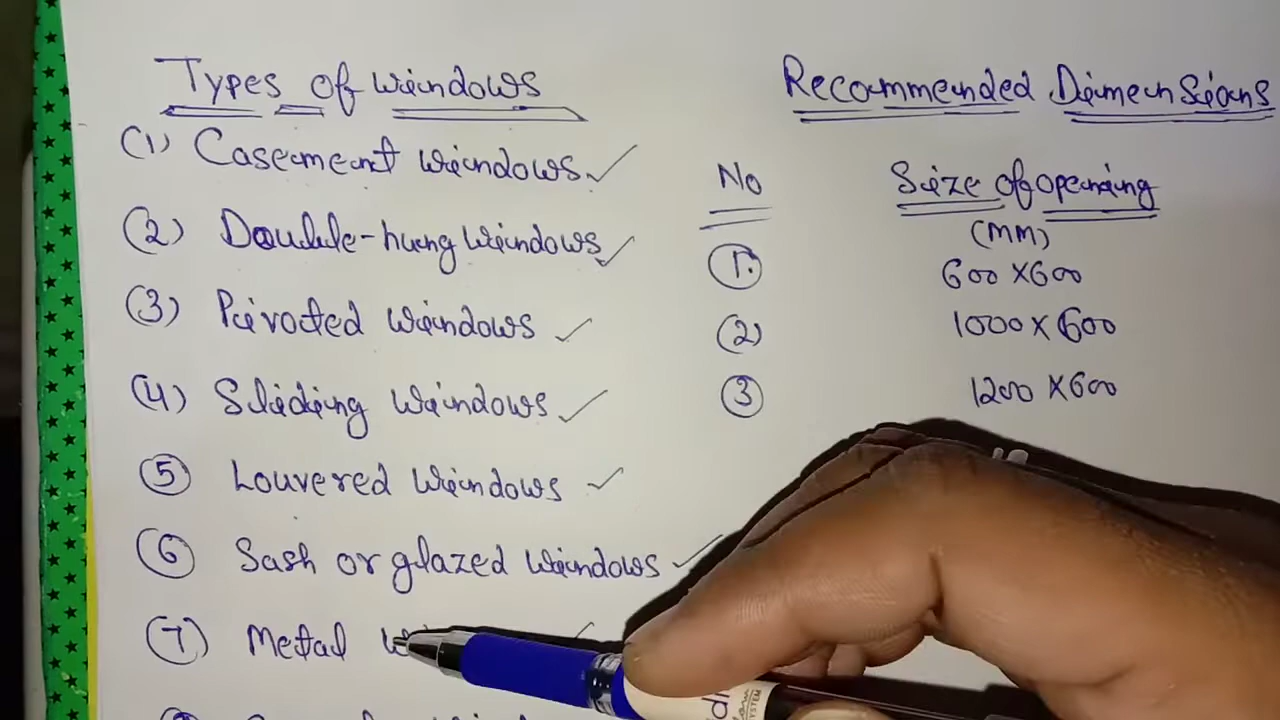 Types of windows
(1) Casement windows ✓
(2) Double-hung windows ✓
(3) Pivoted windows ✓
(4) Sliding windows ✓
(5) Louvered windows ✓
(6) Sash or glazed windows ✓
(7) Metal
Recommended Dimensions
No Size of opening
(MM)
(1). 600 X 600
(2) 1000 X 600
(3) 1200 X 600
SYSTEM